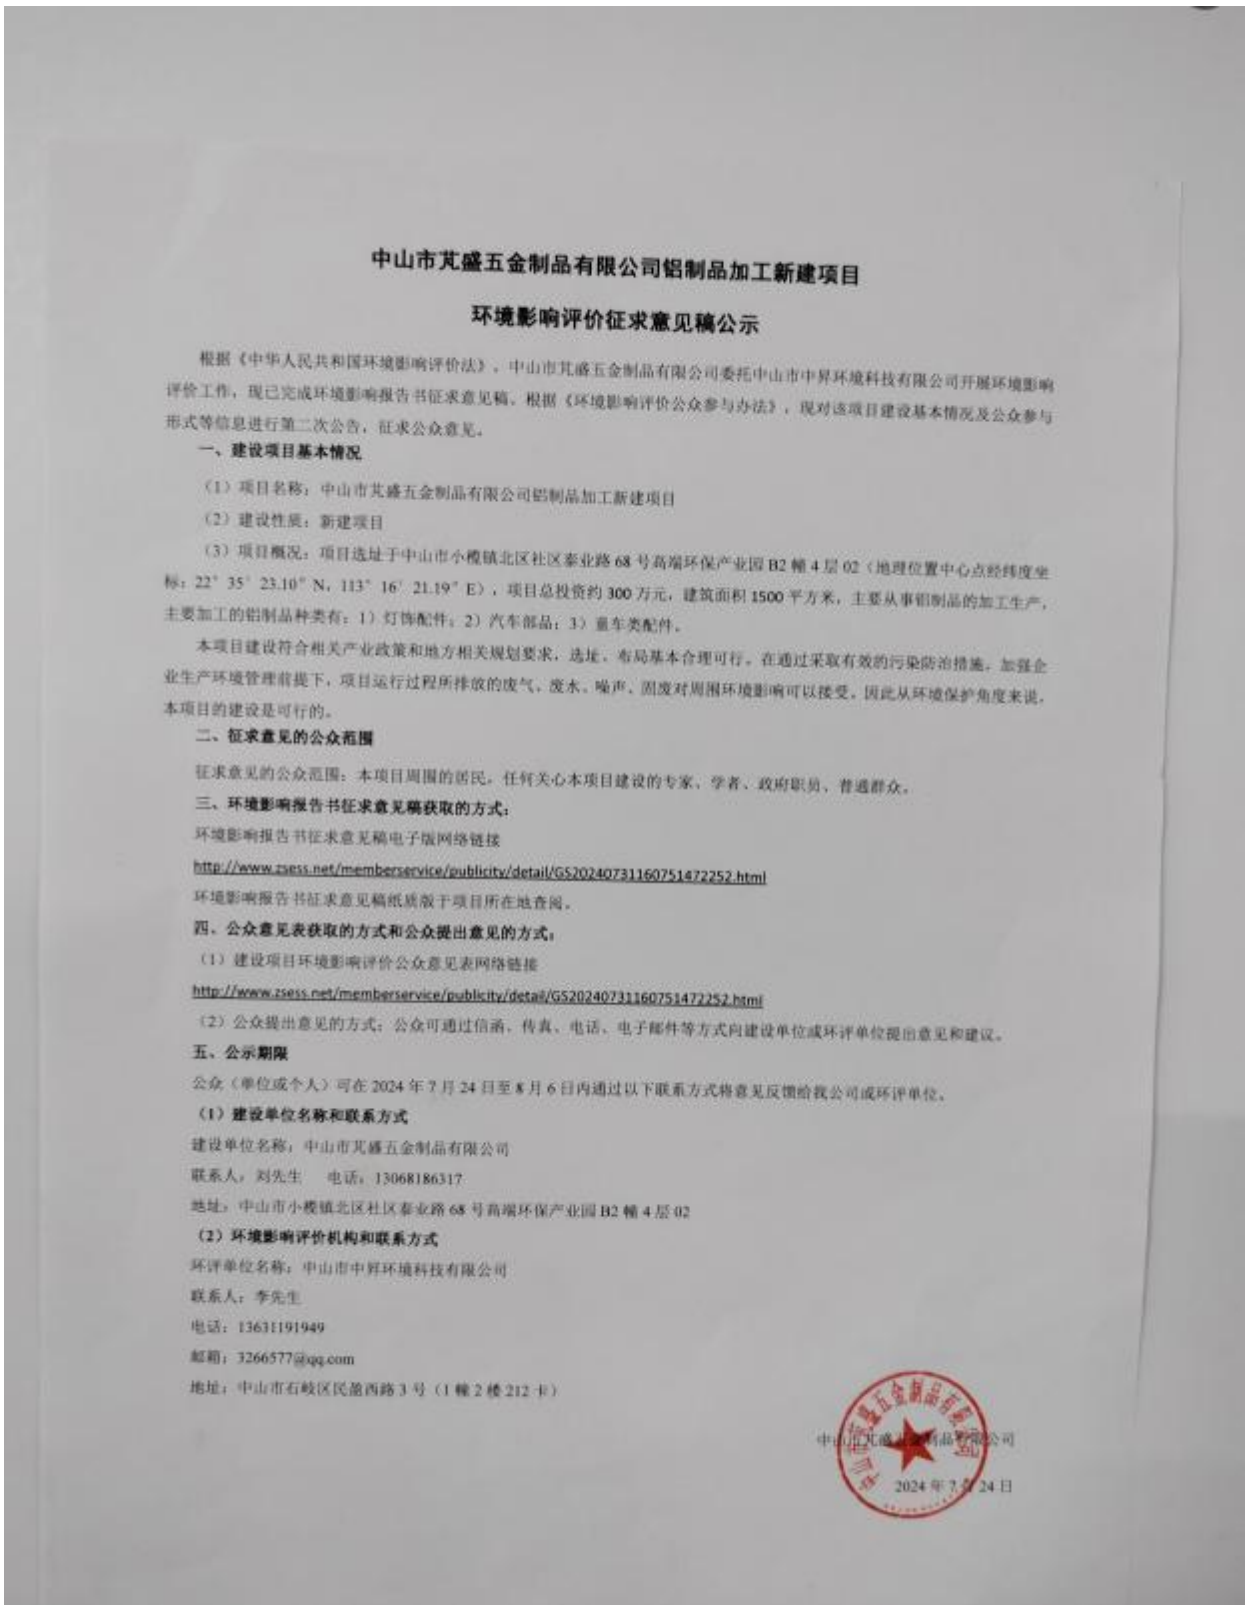 中山市芃盛五金制品有限公司铝制品加工新建项目
环境影响评价征求意见稿公示
根据《中华人民共和国环境影响评价法》，中山市芃盛五金制品有限公司委托中山市中昇环境科技有限公司开展环境影响
评价工作，现已完成环境影响报告书征求意见稿。根据《环境影响评价公众参与办法》，现对该项目建设基本情况及公众参与
形式等信息进行第二次公告，征求公众意见。
一、建设项目基本情况
（1）项目名称：中山市芃盛五金制品有限公司铝制品加工新建项目
（2）建设性质：新建项目
（3）项目概况：项目选址于中山市小榄镇北区社区泰业路 68 号高端环保产业园 B2 幢 4 层 02（地理位置中心点经纬度坐
标：22° 35′ 23.10″ N，113° 16′ 21.19″ E），项目总投资约 300 万元，建筑面积 1500 平方米，主要从事铝制品的加工生产，
主要加工的铝制品种类有：1）灯饰配件；2）汽车部品；3）童车类配件。
本项目建设符合相关产业政策和地方相关规划要求，选址、布局基本合理可行。在通过采取有效的污染防治措施，加强企
业生产环境管理前提下，项目运行过程所排放的废气、废水、噪声、固废对周围环境影响可以接受。因此从环境保护角度来说，
本项目的建设是可行的。
二、征求意见的公众范围
征求意见的公众范围：本项目周围的居民，任何关心本项目建设的专家、学者、政府职员、普通群众。
三、环境影响报告书征求意见稿获取的方式：
环境影响报告书征求意见稿电子版网络链接
http://www.zsess.net/memberservice/publicity/detail/GS20240731160751472252.html
环境影响报告书征求意见稿纸质版于项目所在地查阅。
四、公众意见表获取的方式和公众提出意见的方式：
（1）建设项目环境影响评价公众意见表网络链接
http://www.zsess.net/memberservice/publicity/detail/GS20240731160751472252.html
（2）公众提出意见的方式：公众可通过信函、传真、电话、电子邮件等方式向建设单位或环评单位提出意见和建议。
五、公示期限
公众（单位或个人）可在 2024 年 7 月 24 日至 8 月 6 日内通过以下联系方式将意见反馈给我公司或环评单位。
（1）建设单位名称和联系方式
建设单位名称：中山市芃盛五金制品有限公司
联系人：刘先生 电话：13068186317
地址：中山市小榄镇北区社区泰业路 68 号高端环保产业园 B2 幢 4 层 02
（2）环境影响评价机构和联系方式
环评单位名称：中山市中昇环境科技有限公司
联系人：李先生
电话：13631191949
邮箱：3266577@qq.com
地址：中山市石岐区民盈西路 3 号（1 幢 2 楼 212 卡）
中山市芃盛五金制品有限公司
2024 年 7 月 24 日
中山市芃盛五金制品有限公司